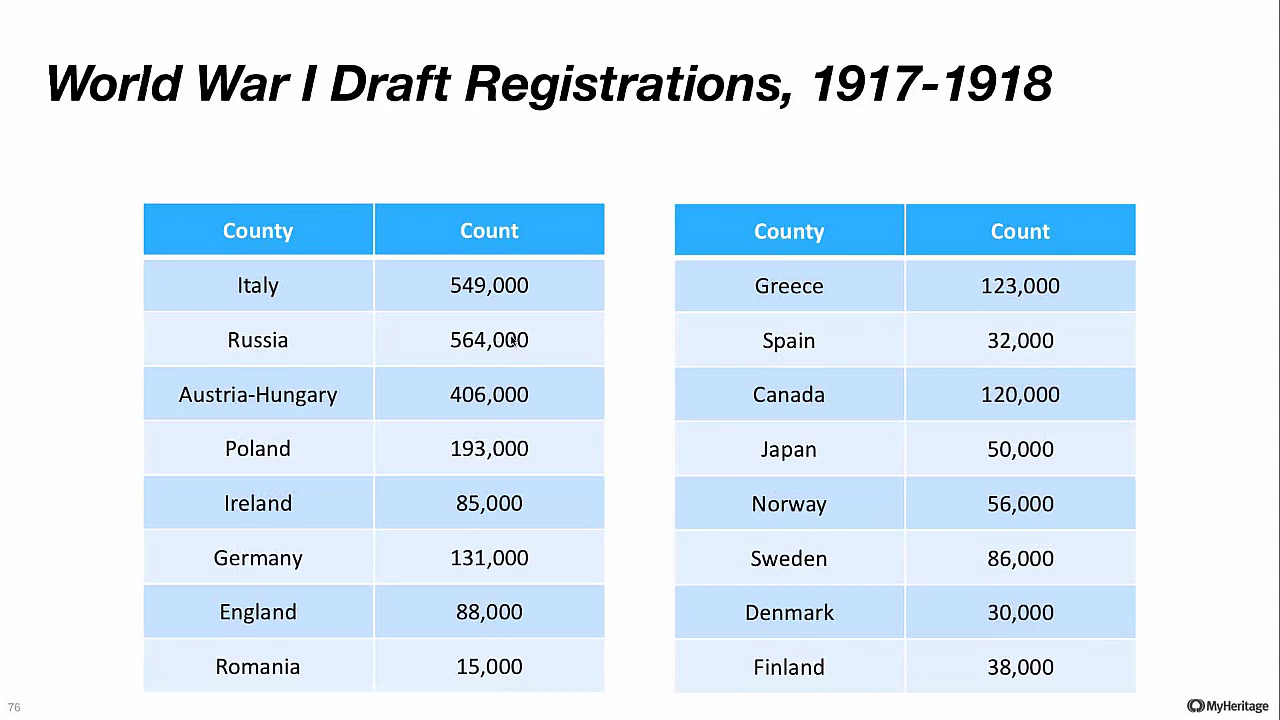 World War I Draft Registrations, 1917-1918
County Count
Italy 549,000
Russia 564,000
Austria-Hungary 406,000
Poland 193,000
Ireland 85,000
Germany 131,000
England 88,000
Romania 15,000
County Count
Greece 123,000
Spain 32,000
Canada 120,000
Japan 50,000
Norway 56,000
Sweden 86,000
Denmark 30,000
Finland 38,000
76
MyHeritage